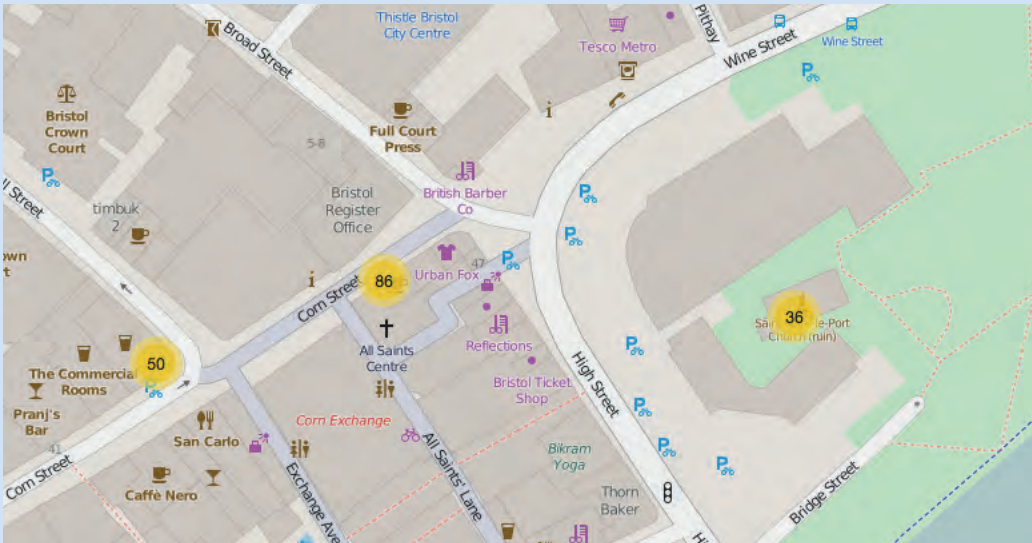 Thistle Bristol
City Centre
Tesco Metro
Pithay
Wine Street
Wine Street
Broad Street
Bristol
Crown
Court
Full Court
Press
5-8
British Barber
Co
Bristol
Register
Office
timbuk
2
Street
47
Urban Fox
Corn Street
86
36
Church (ruin)
All Saints
Centre
50
The Commercial
Rooms
Reflections
High Street
Bristol Ticket
Shop
Pranj's
Bar
San Carlo
Corn Exchange
41
Corn Street
Caffè Nero
Exchange Ave
All Saints' Lane
Bikram
Yoga
Thorn
Baker
Bridge Street